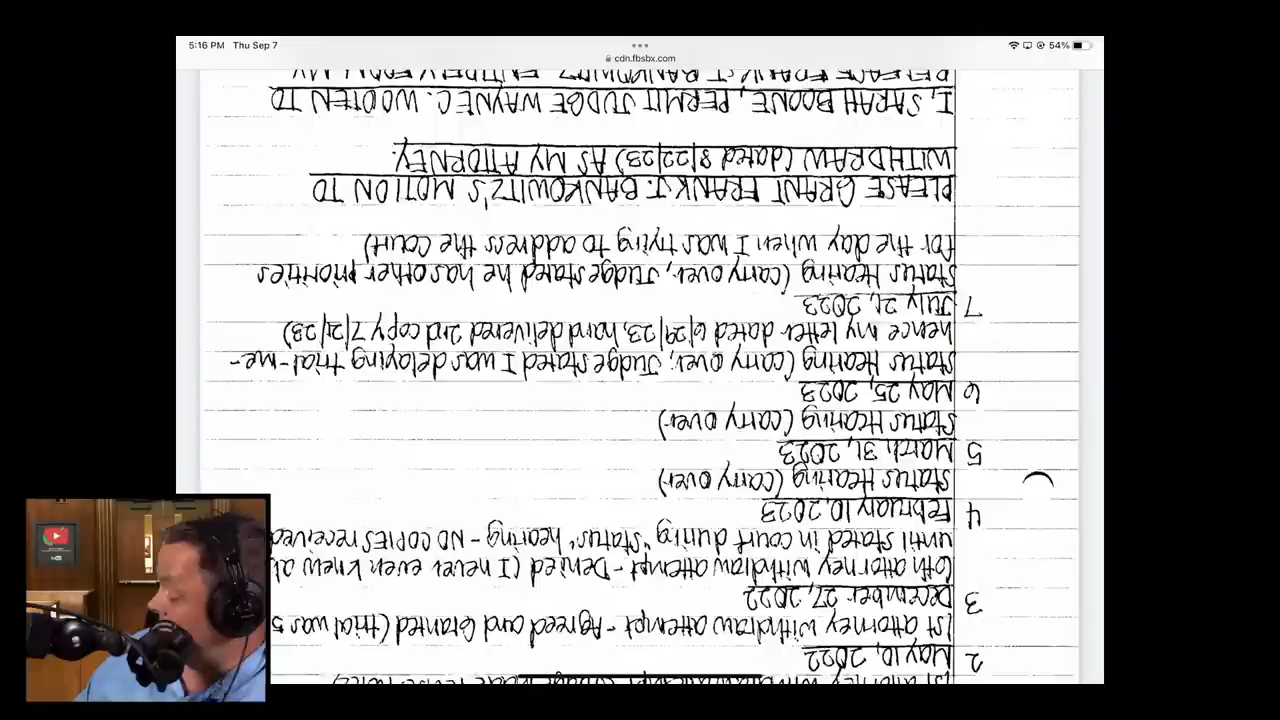 5:16 PM Thu Sep 7
54%
cdn.fbsbx.com
2 May 10, 2022
1st attorney withdraw attempt - Agreed and Granted (trial was 5
3 December 27, 2022
6th attorney withdraw attempt - Denied (I never even knew ab
until stated in court during "status" hearing - NO COPIES received
4 February 10, 2023
Status Hearing (carry over)
5 March 31, 2023
Status Hearing (carry over)
6 May 25, 2023
Status Hearing (carry over; Judge stated I was delaying trial-me-
hence my letter dated 6/29/23, hand delivered 2nd copy 7/21/23)
7 July 21, 2023
Status Hearing (carry over, Judge stated he has other priorities
for the day when I was trying to address the court)
PLEASE GRANT FRANK J. BANKOWITZ'S MOTION TO
WITHDRAW (dated 8/22/23) AS MY ATTORNEY.
I, SARAH BOONE, PERMIT JUDGE WAYNE C. WOOTEN TO
RELEASE FRANK J. BANKOWITZ ENTIRELY FROM MY